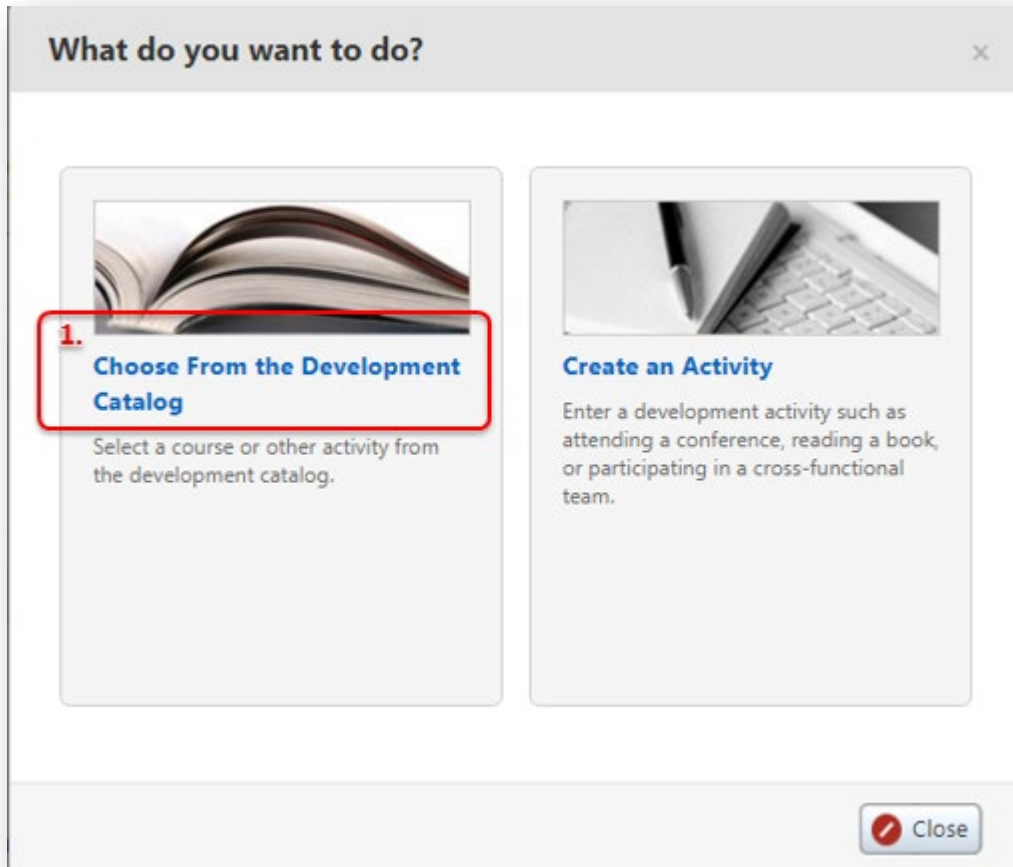 What do you want to do?
×
1.
Choose From the Development
Catalog
Select a course or other activity from
the development catalog.
Create an Activity
Enter a development activity such as
attending a conference, reading a book,
or participating in a cross-functional
team.
Close